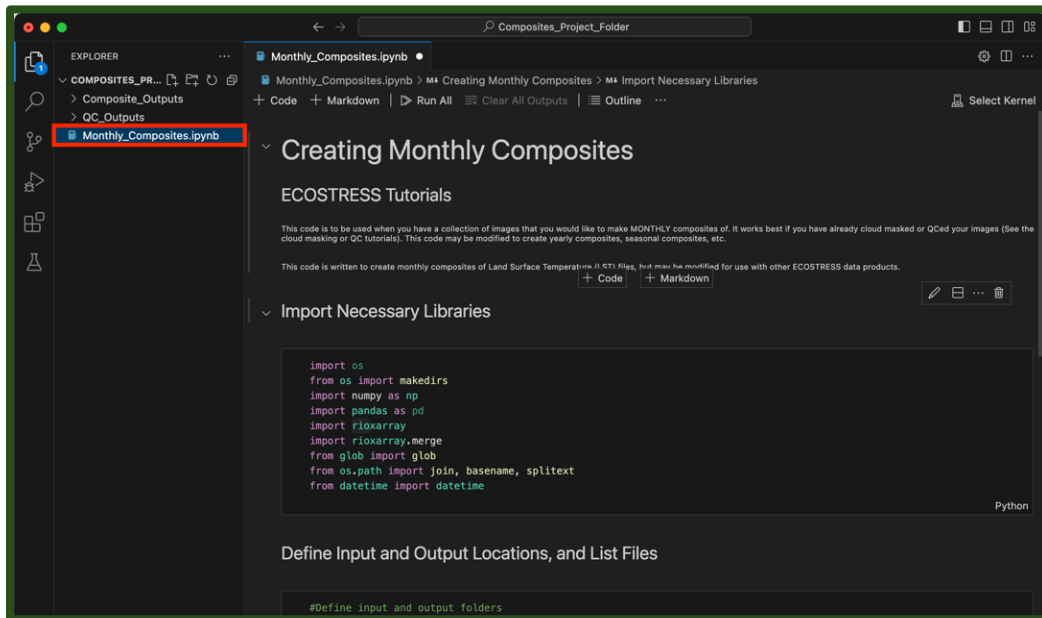 Composites_Project_Folder
EXPLORER
Monthly_Composites.ipynb
1
COMPOSITES_PR...
Monthly_Composites.ipynb > M↓ Creating Monthly Composites > M↓ Import Necessary Libraries
Composite_Outputs
+ Code + Markdown | Run All Clear All Outputs | Outline ...
Select Kernel
QC_Outputs
Monthly_Composites.ipynb
Creating Monthly Composites
ECOSTRESS Tutorials
This code is to be used when you have a collection of images that you would like to make MONTHLY composites of. It works best if you have already cloud masked or QCed your images (See the
cloud masking or QC tutorials). This code may be modified to create yearly composites, seasonal composites, etc.
This code is written to create monthly composites of Land Surface Temperature (LST) files, but may be modified for use with other ECOSTRESS data products.
+ Code + Markdown
Import Necessary Libraries
import os
from os import makedirs
import numpy as np
import pandas as pd
import rioxarray
import rioxarray.merge
from glob import glob
from os.path import join, basename, splitext
from datetime import datetime
Python
Define Input and Output Locations, and List Files
#Define input and output folders